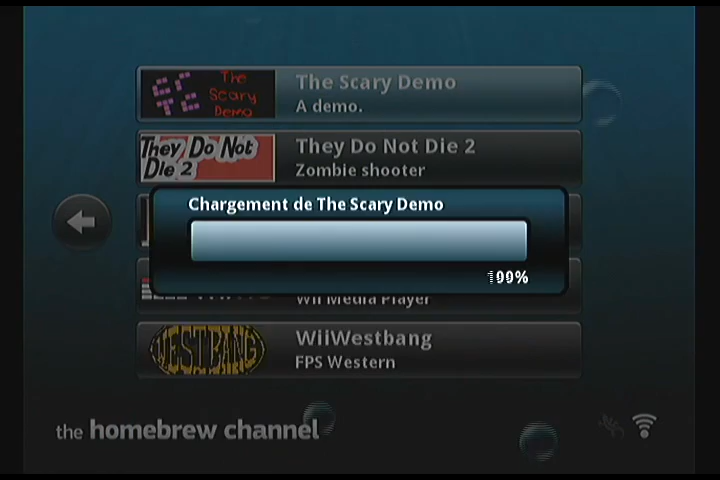 The
Scary
Demo
The Scary Demo
A demo.
They Do Not
Die 2
They Do Not Die 2
Zombie shooter
Chargement de The Scary Demo
Wii Media Player
WESTBANG
WiiWestbang
FPS Western
the homebrew channel